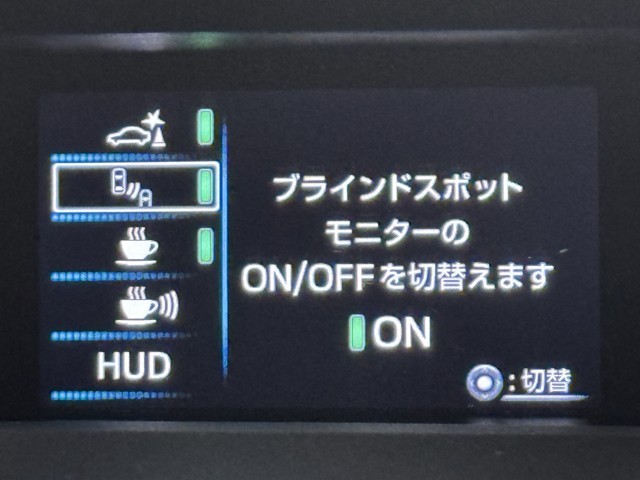 ブラインドスポット
モニターの
ON/OFFを切替えます
ON
HUD
:切替